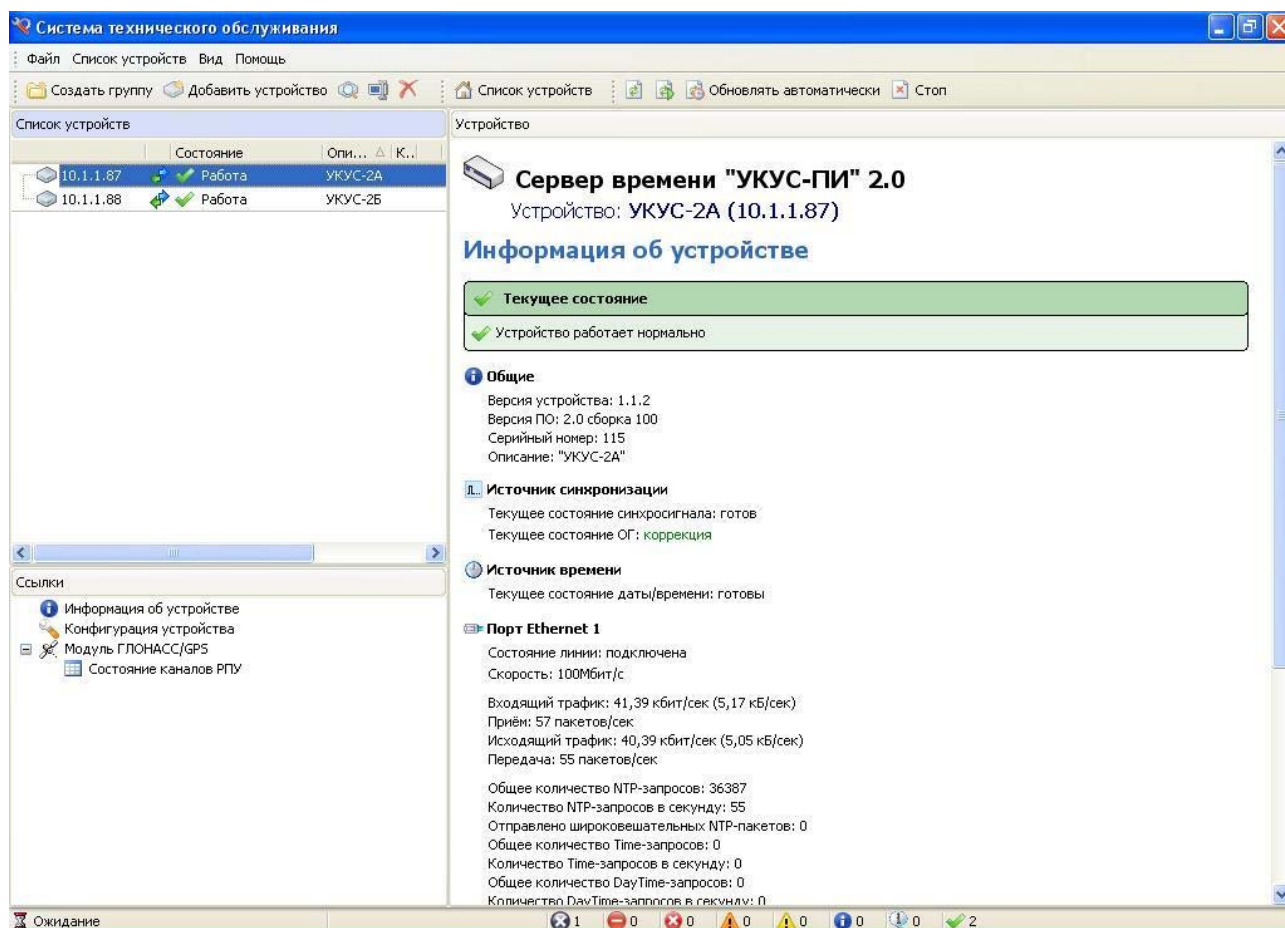 Система технического обслуживания
Файл Список устройств Вид Помощь
Создать группу Добавить устройство Список устройств Обновлять автоматически Стоп
Список устройств
Состояние Опи... К..
10.1.1.87 Работа УКУС-2А
10.1.1.88 Работа УКУС-2Б
Ссылки
Информация об устройстве
Конфигурация устройства
Модуль ГЛОНАСС/GPS
Состояние каналов РПУ
Устройство
Сервер времени "УКУС-ПИ" 2.0
Устройство: УКУС-2А (10.1.1.87)
Информация об устройстве
Текущее состояние
Устройство работает нормально
Общие
Версия устройства: 1.1.2
Версия ПО: 2.0 сборка 100
Серийный номер: 115
Описание: "УКУС-2А"
Источник синхронизации
Текущее состояние синхросигнала: готов
Текущее состояние ОГ: коррекция
Источник времени
Текущее состояние даты/времени: готовы
Порт Ethernet 1
Состояние линии: подключена
Скорость: 100Мбит/с
Входящий трафик: 41,39 кбит/сек (5,17 кБ/сек)
Приём: 57 пакетов/сек
Исходящий трафик: 40,39 кбит/сек (5,05 кБ/сек)
Передача: 55 пакетов/сек
Общее количество NTP-запросов: 36387
Количество NTP-запросов в секунду: 55
Отправлено широковещательных NTP-пакетов: 0
Общее количество Time-запросов: 0
Количество Time-запросов в секунду: 0
Общее количество DayTime-запросов: 0
Количество DayTime-запросов в секунду: 0
Ожидание 1 0 0 0 0 0 0 2